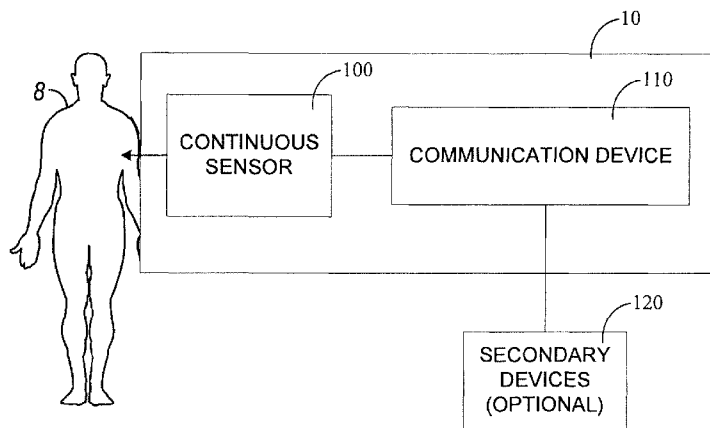 10
8
100
110
CONTINUOUS
SENSOR
COMMUNICATION DEVICE
120
SECONDARY
DEVICES
(OPTIONAL)